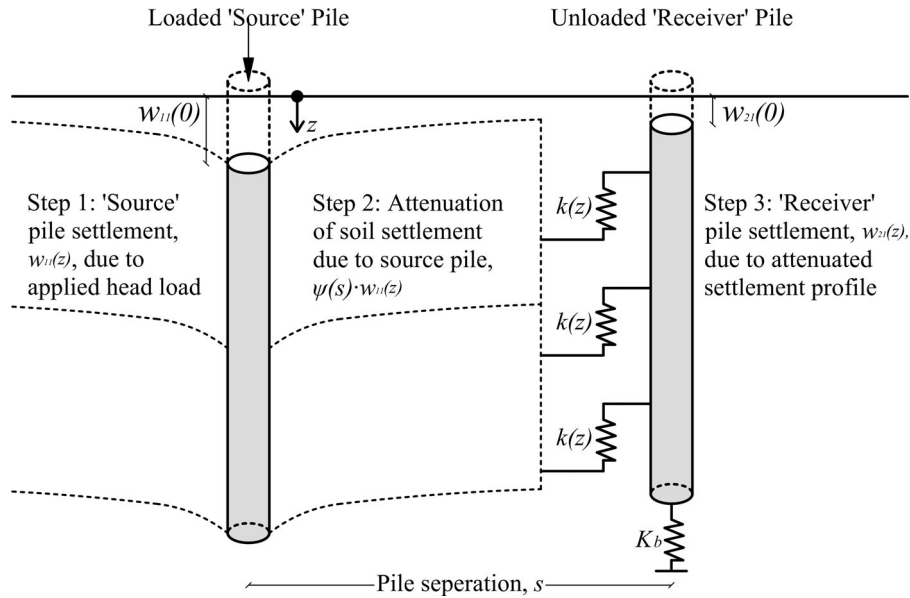 Loaded 'Source' Pile
Unloaded 'Receiver' Pile
w₁₁(0)
z
w₂₁(0)
Step 1: 'Source'
pile settlement,
w₁₁(z), due to
applied head load
Step 2: Attenuation
of soil settlement
due to source pile,
ψ(s)·w₁₁(z)
k(z)
k(z)
k(z)
Step 3: 'Receiver'
pile settlement, w₂₁(z),
due to attenuated
settlement profile
K_b
Pile seperation, s